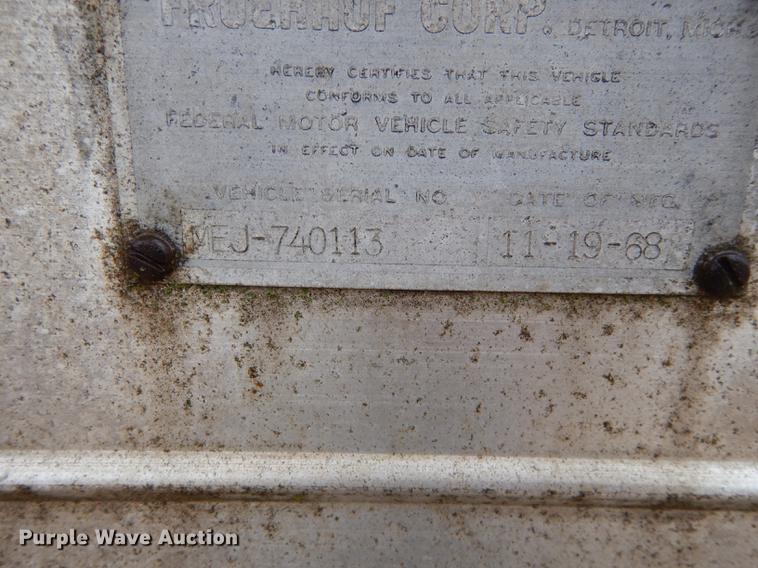 FRUEHAUF CORP. DETROIT, MICH.
HEREBY CERTIFIES THAT THIS VEHICLE
CONFORMS TO ALL APPLICABLE
FEDERAL MOTOR VEHICLE SAFETY STANDARDS
IN EFFECT ON DATE OF MANUFACTURE
VEHICLE SERIAL NO. DATE OF MFG.
MEJ-740113 11-19-68
Purple Wave Auction